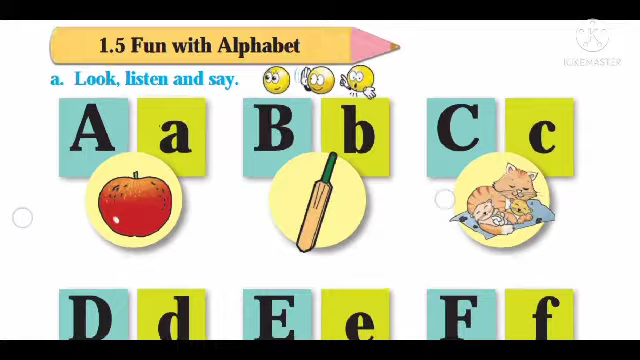 1.5 Fun with Alphabet
a. Look, listen and say.
KINEMASTER
A a B b C c
D d E e F f